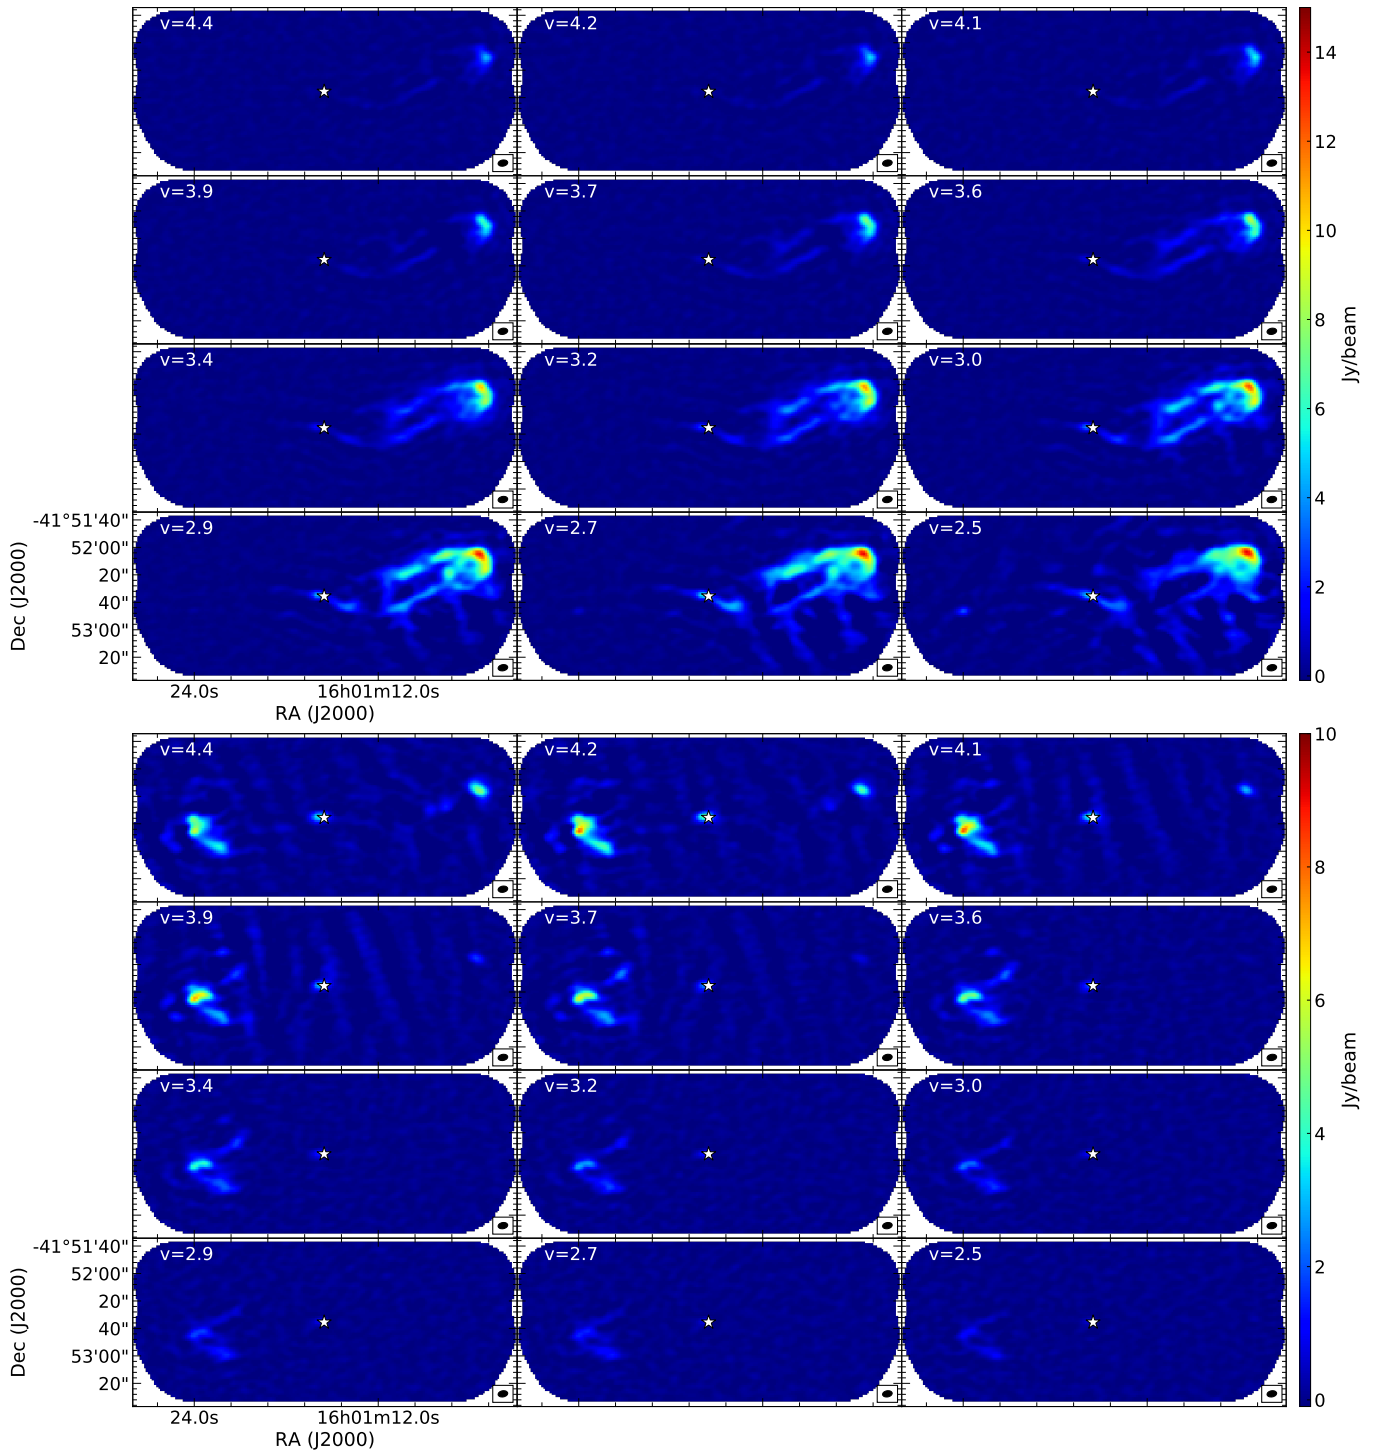 v=4.4 v=4.2 v=4.1
v=3.9 v=3.7 v=3.6
v=3.4 v=3.2 v=3.0
v=2.9 v=2.7 v=2.5
-41°51'40"
52'00"
20"
40"
53'00"
20"
Dec (J2000)
24.0s 16h01m12.0s
RA (J2000)
14
12
10
8
6
4
2
0
Jy/beam
v=4.4 v=4.2 v=4.1
v=3.9 v=3.7 v=3.6
v=3.4 v=3.2 v=3.0
v=2.9 v=2.7 v=2.5
-41°51'40"
52'00"
20"
40"
53'00"
20"
Dec (J2000)
24.0s 16h01m12.0s
RA (J2000)
10
8
6
4
2
0
Jy/beam